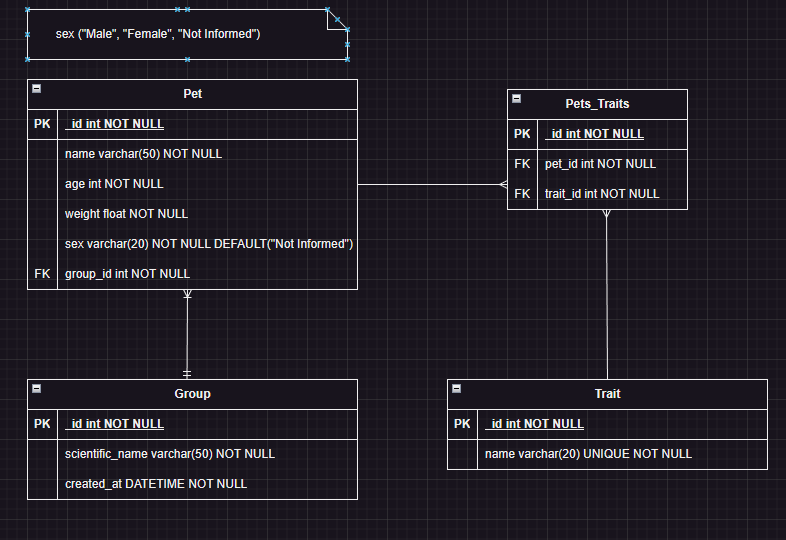 sex ("Male", "Female", "Not Informed")
Pet
PK _id int NOT NULL
name varchar(50) NOT NULL
age int NOT NULL
weight float NOT NULL
sex varchar(20) NOT NULL DEFAULT("Not Informed")
FK group_id int NOT NULL
Pets_Traits
PK _id int NOT NULL
FK pet_id int NOT NULL
FK trait_id int NOT NULL
Group
PK _id int NOT NULL
scientific_name varchar(50) NOT NULL
created_at DATETIME NOT NULL
Trait
PK _id int NOT NULL
name varchar(20) UNIQUE NOT NULL